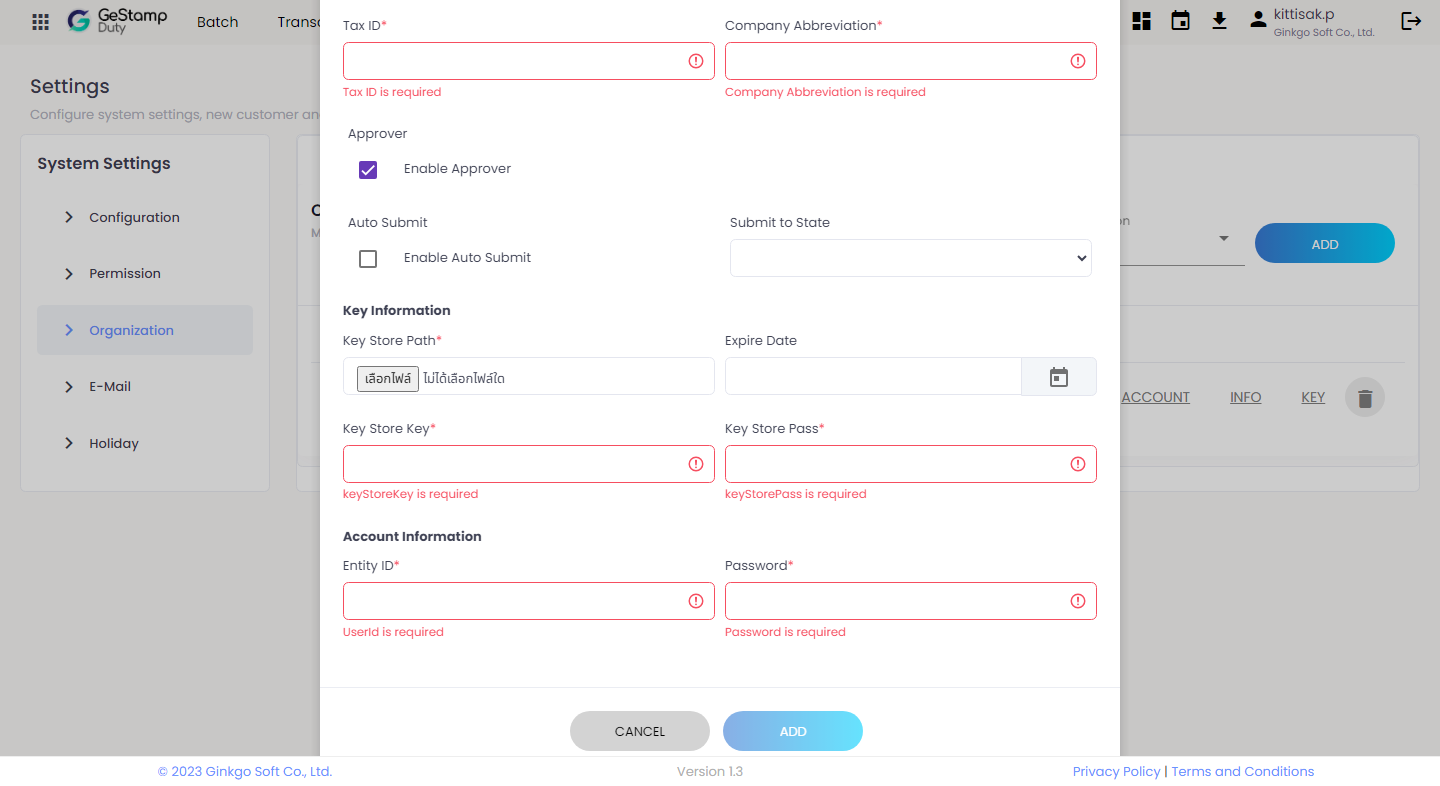 GeStamp
Duty
Batch
kittisak.p
Ginkgo Soft Co., Ltd.
Settings
Configure system settings, new customer
System Settings
Configuration
Permission
Organization
E-Mail
Holiday
Tax ID*
Company Abbreviation*
Tax ID is required
Company Abbreviation is required
Approver
Enable Approver
Auto Submit
Submit to State
Enable Auto Submit
Key Information
Key Store Path*
Expire Date
เลือกไฟล์ ไม่ได้เลือกไฟล์ใด
Key Store Key*
Key Store Pass*
keyStoreKey is required
keyStorePass is required
Account Information
Entity ID*
Password*
UserId is required
Password is required
CANCEL
ADD
ADD
ACCOUNT
INFO
KEY
© 2023 Ginkgo Soft Co., Ltd.
Version 1.3
Privacy Policy | Terms and Conditions